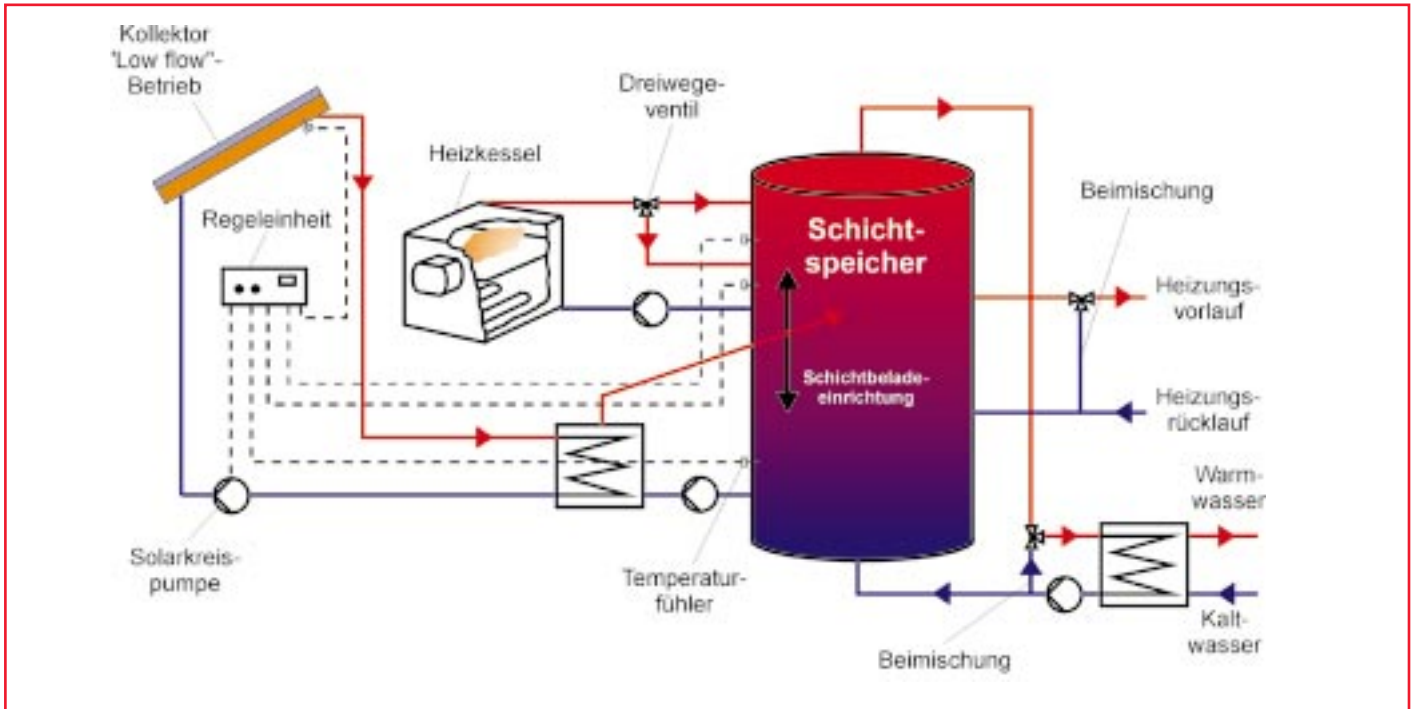 Kollektor
"Low flow"-
Betrieb
Dreiwege-
ventil
Heizkessel
Beimischung
Regeleinheit
Schicht-
speicher
Heizungs-
vorlauf
Schichtbelade-
einrichtung
Heizungs-
rücklauf
Warm-
wasser
Solarkreis-
pumpe
Temperatur-
fühler
Kalt-
wasser
Beimischung